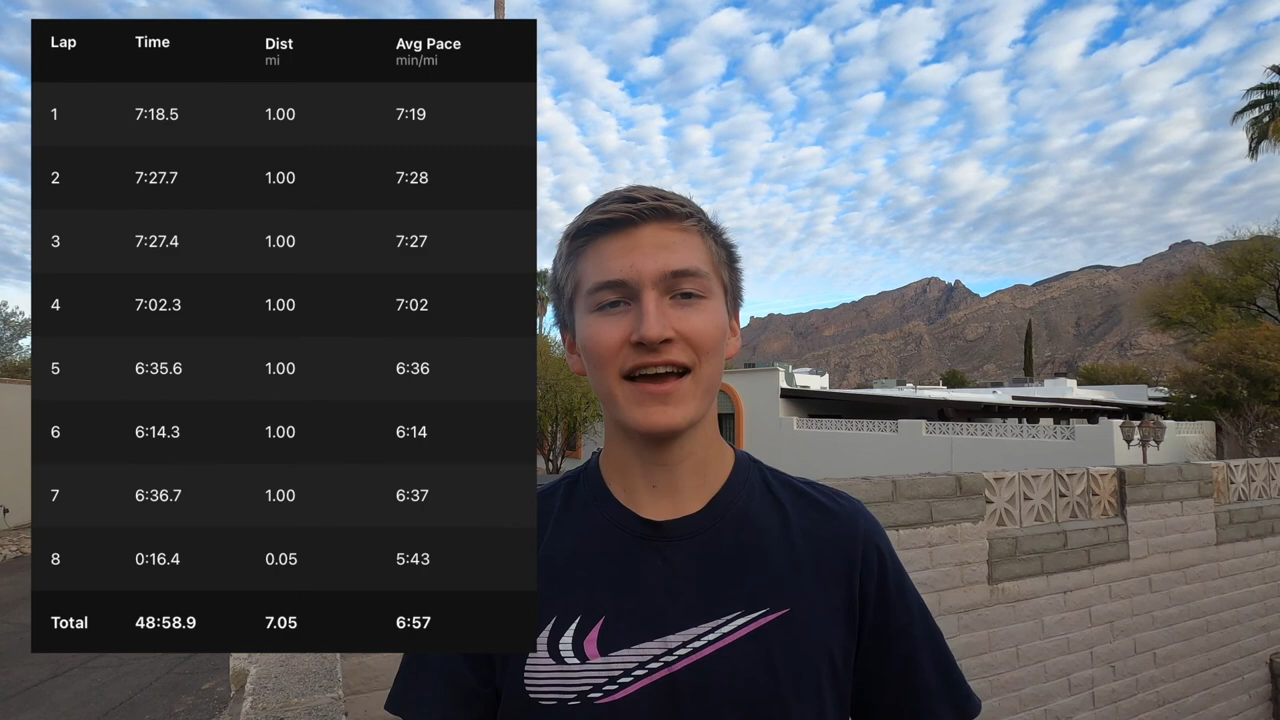 Lap Time Dist Avg Pace
mi min/mi
1 7:18.5 1.00 7:19
2 7:27.7 1.00 7:28
3 7:27.4 1.00 7:27
4 7:02.3 1.00 7:02
5 6:35.6 1.00 6:36
6 6:14.3 1.00 6:14
7 6:36.7 1.00 6:37
8 0:16.4 0.05 5:43
Total 48:58.9 7.05 6:57